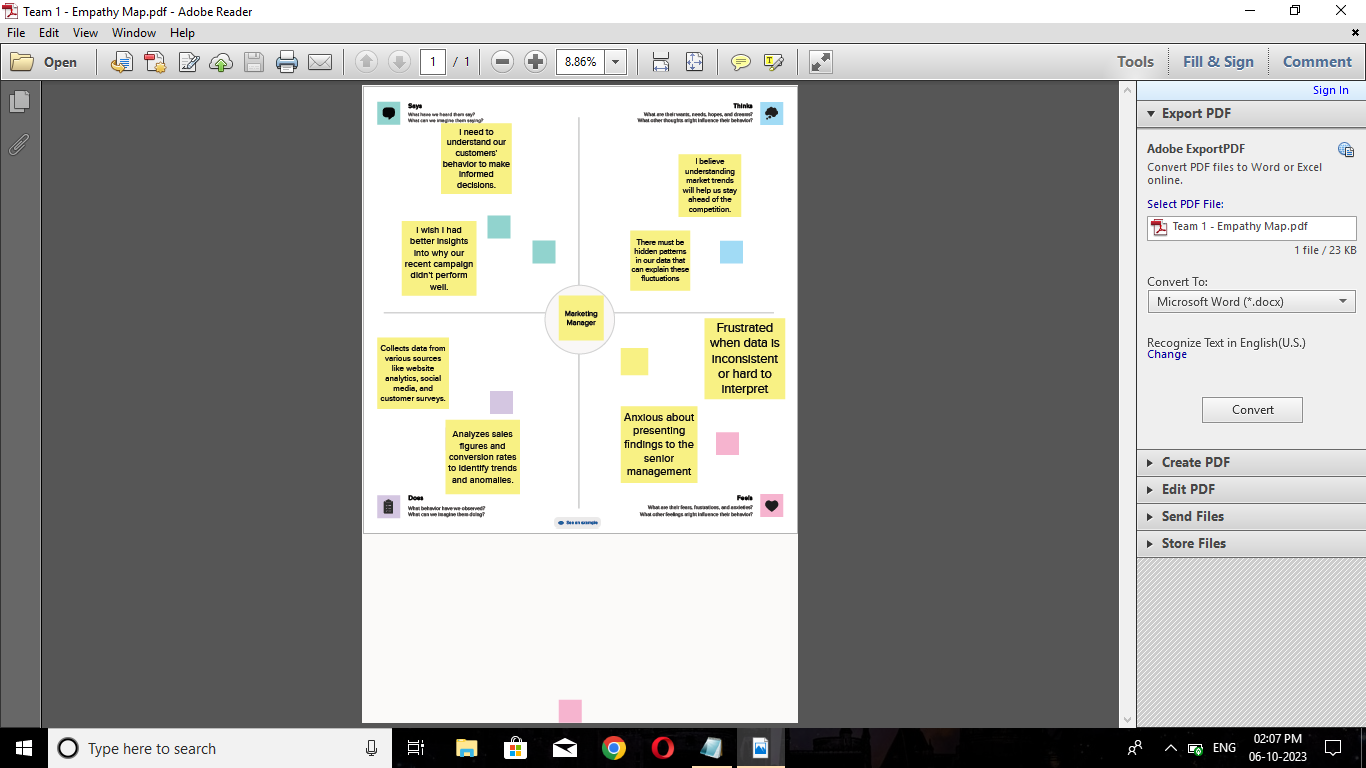 Team 1 - Empathy Map.pdf - Adobe Reader
File Edit View Window Help
Open
1 / 1
8.86%
Tools Fill & Sign Comment
Sign In
Says
What have we heard them say?
What can we imagine them saying?
I need to
understand our
customers'
behavior to make
informed
decisions.
I wish I had
better insights
into why our
recent campaign
didn't perform
well.
Thinks
What are their wants, needs, hopes, and dreams?
What other thoughts might influence their behavior?
I believe
understanding
market trends
will help us stay
ahead of the
competition.
There must be
hidden patterns
in our data that
can explain these
fluctuations
Marketing
Manager
Collects data from
various sources
like website
analytics, social
media, and
customer surveys.
Analyzes sales
figures and
conversion rates
to identify trends
and anomalies.
Does
What behavior have we observed?
What can we imagine them doing?
Frustrated
when data is
inconsistent
or hard to
interpret
Anxious about
presenting
findings to the
senior
management
Feels
What are their fears, frustrations, and anxieties?
What other feelings might influence their behavior?
See an example
Export PDF
Adobe ExportPDF
Convert PDF files to Word or Excel
online.
Select PDF File:
Team 1 - Empathy Map.pdf
1 file / 23 KB
Convert To:
Microsoft Word (*.docx)
Recognize Text in English(U.S.)
Change
Convert
Create PDF
Edit PDF
Send Files
Store Files
Type here to search
ENG
02:07 PM
06-10-2023